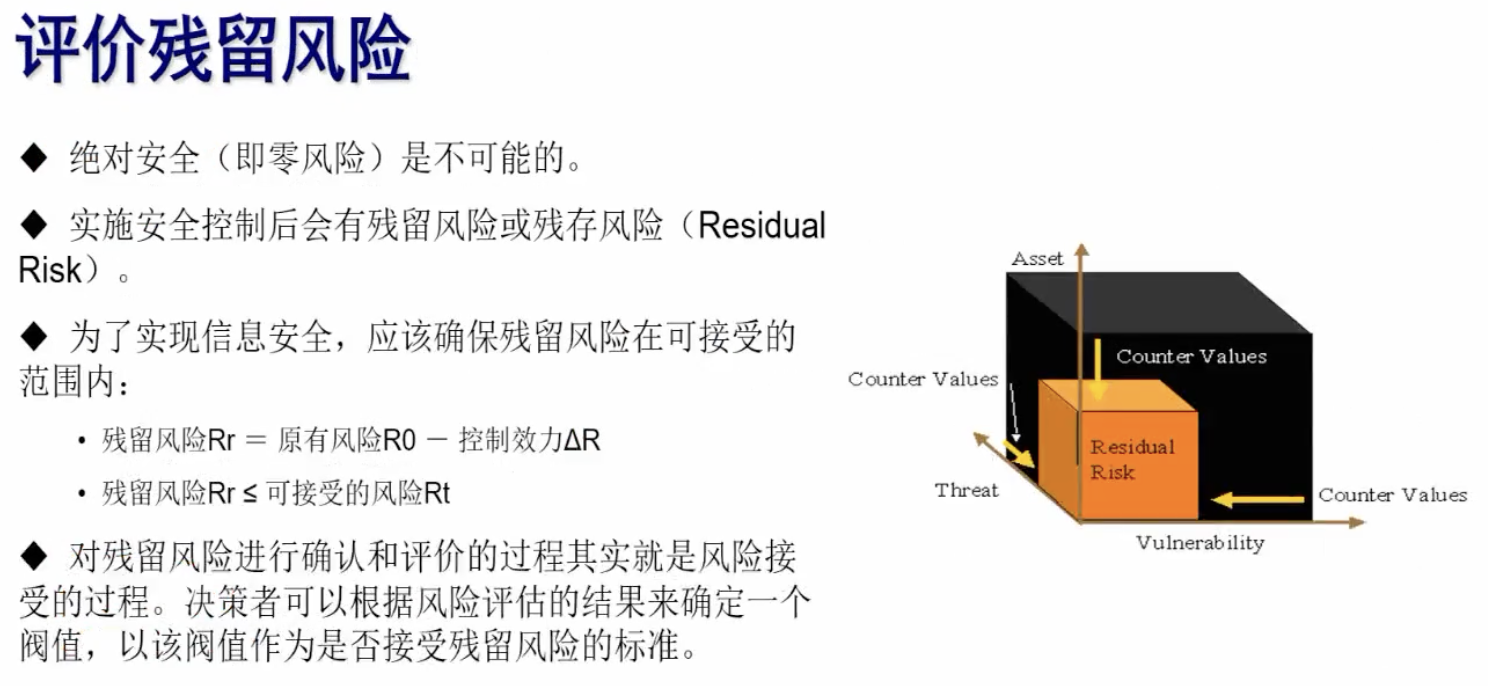 评价残留风险
◆ 绝对安全（即零风险）是不可能的。
◆ 实施安全控制后会有残留风险或残存风险（Residual
Risk）。
◆ 为了实现信息安全，应该确保残留风险在可接受的
范围内：
• 残留风险Rr ＝ 原有风险R0 － 控制效力ΔR
• 残留风险Rr ≤ 可接受的风险Rt
◆ 对残留风险进行确认和评价的过程其实就是风险接
受的过程。决策者可以根据风险评估的结果来确定一个
阀值，以该阀值作为是否接受残留风险的标准。
Asset
Counter Values
Counter Values
Residual
Risk
Threat
Counter Values
Vulnerability